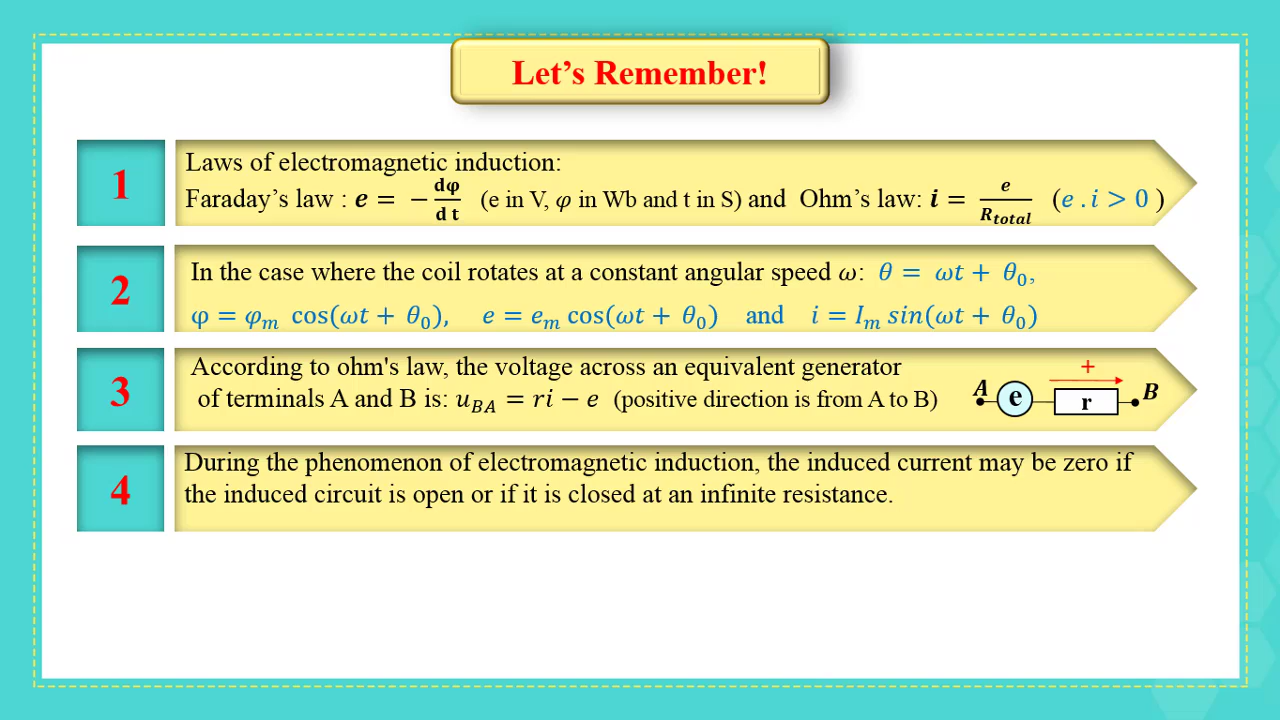 Let's Remember!
1
Laws of electromagnetic induction:
Faraday's law : e = −dφ/d t (e in V, φ in Wb and t in S) and Ohm's law: i = e/R_total (e . i > 0 )
2
In the case where the coil rotates at a constant angular speed ω: θ = ωt + θ₀,
φ = φₘ cos(ωt + θ₀), e = eₘ cos(ωt + θ₀) and i = Iₘ sin(ωt + θ₀)
3
According to ohm's law, the voltage across an equivalent generator
of terminals A and B is: u_BA = ri − e (positive direction is from A to B)
+
A e r B
4
During the phenomenon of electromagnetic induction, the induced current may be zero if
the induced circuit is open or if it is closed at an infinite resistance.